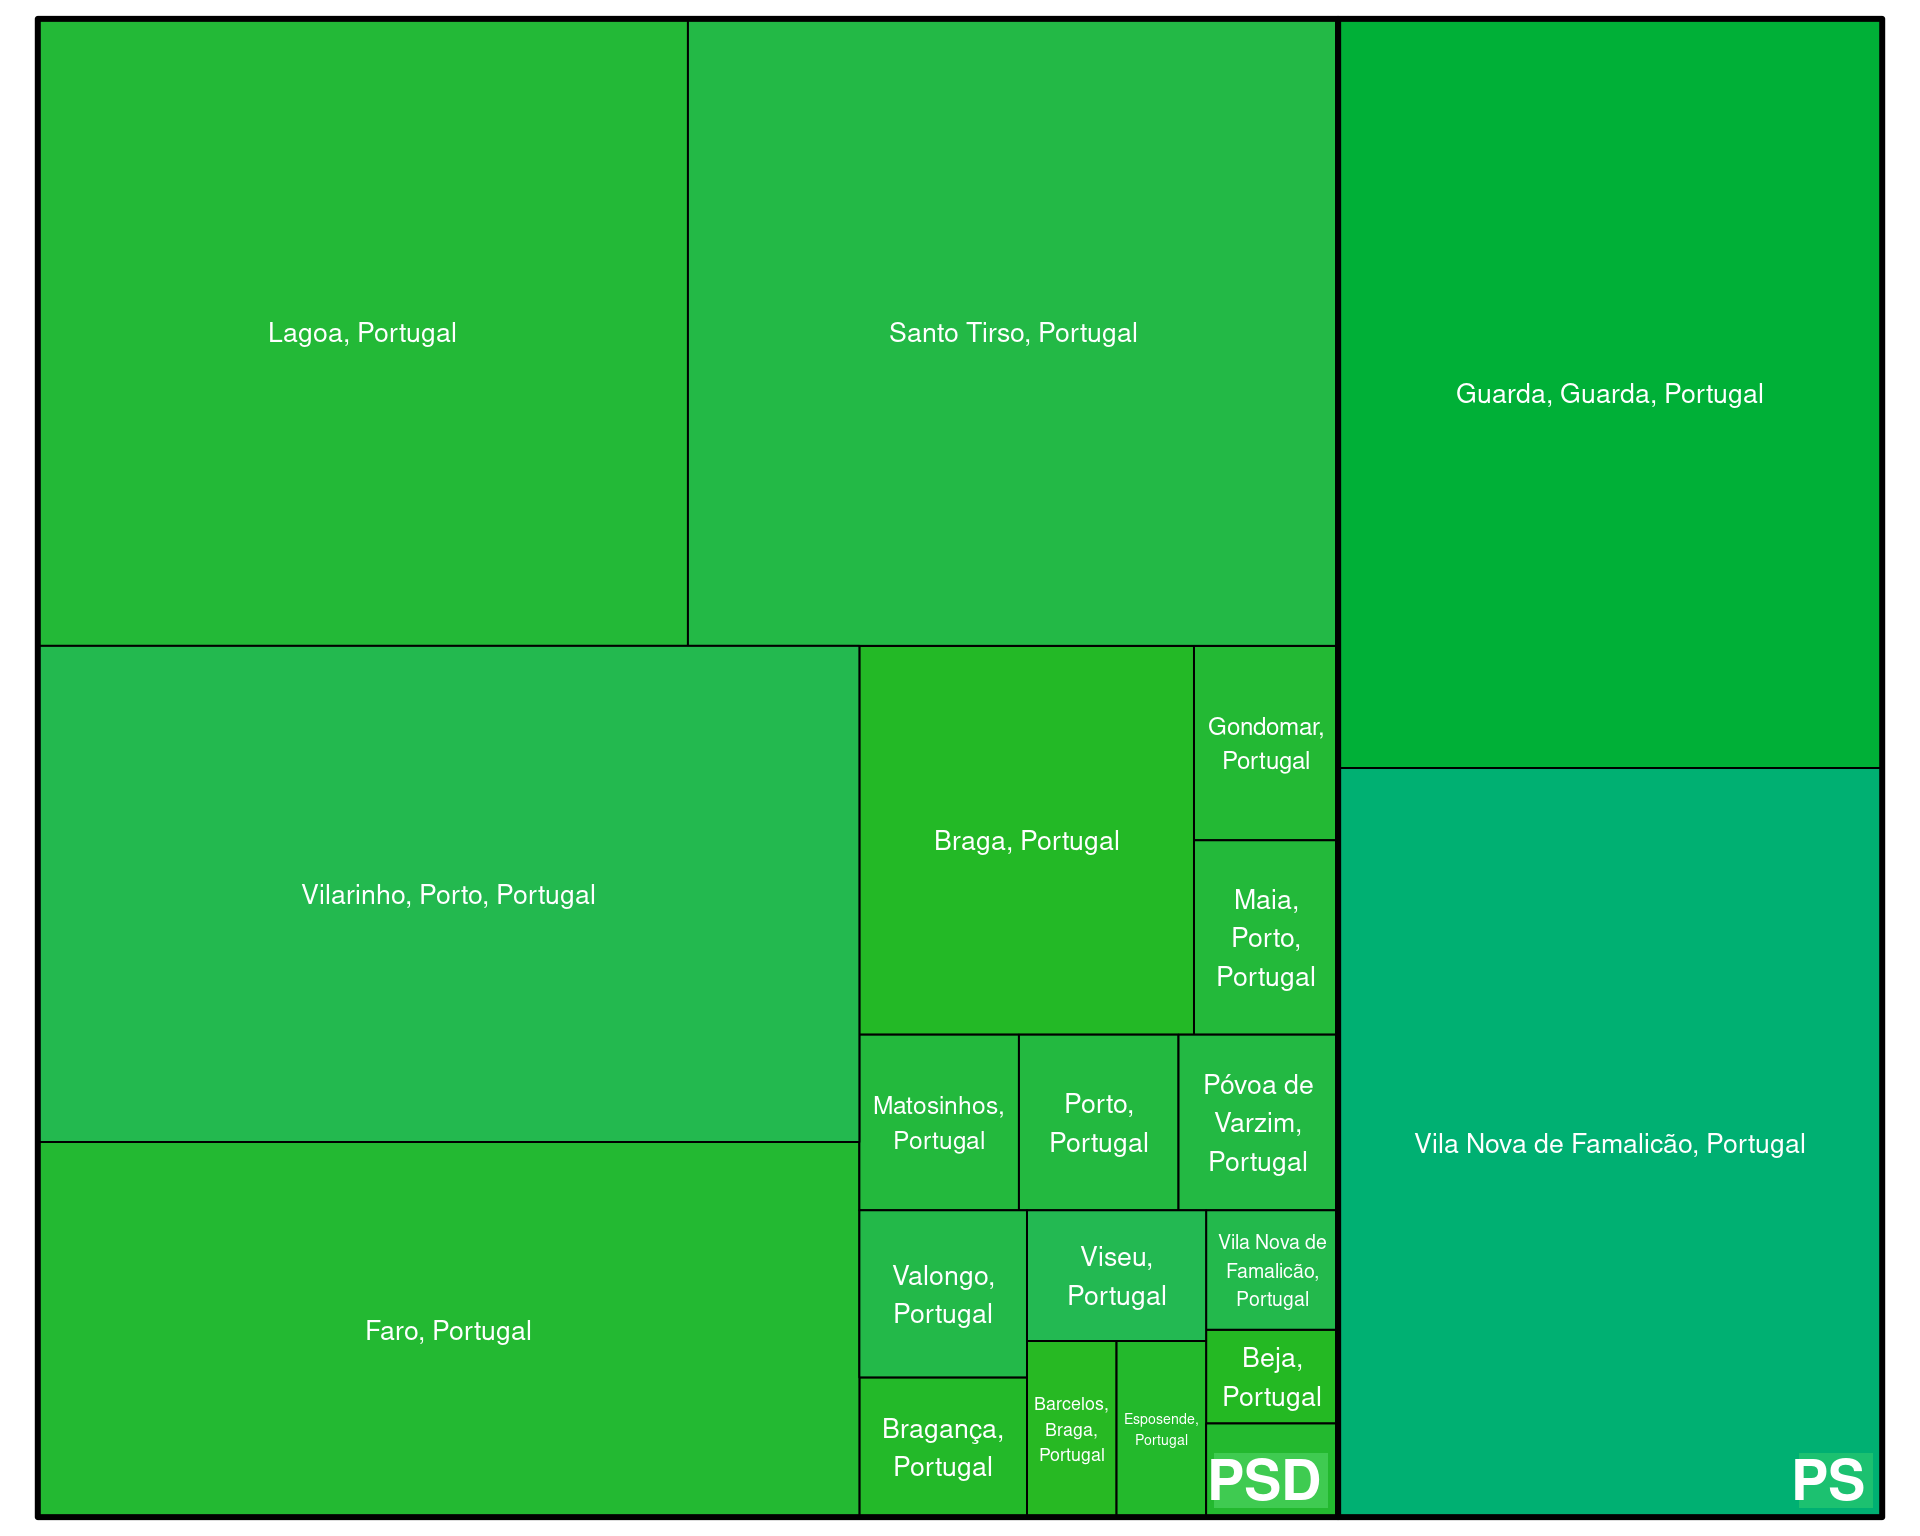 Lagoa, Portugal
Santo Tirso, Portugal
Guarda, Guarda, Portugal
Vilarinho, Porto, Portugal
Braga, Portugal
Gondomar,
Portugal
Maia,
Porto,
Portugal
Matosinhos,
Portugal
Porto,
Portugal
Póvoa de
Varzim,
Portugal
Vila Nova de Famalicão, Portugal
Faro, Portugal
Valongo,
Portugal
Viseu,
Portugal
Vila Nova de
Famalicão,
Portugal
Beja,
Portugal
Bragança,
Portugal
Barcelos,
Braga,
Portugal
Esposende,
Portugal
PSD
PS